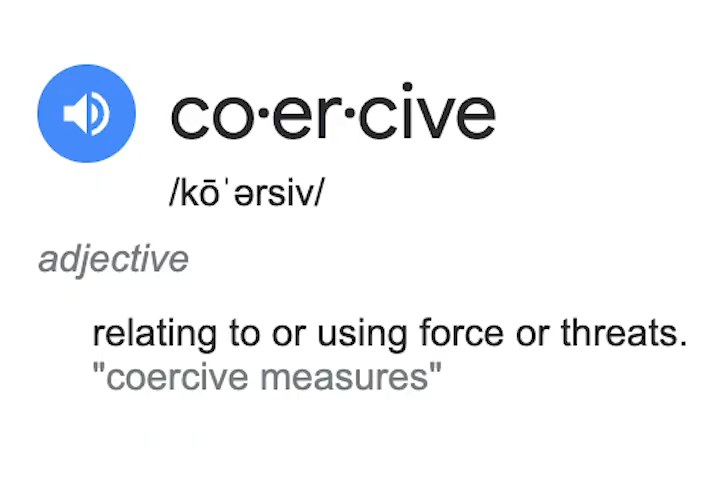 co·er·cive
/kōˈərsiv/
adjective
relating to or using force or threats.
"coercive measures"